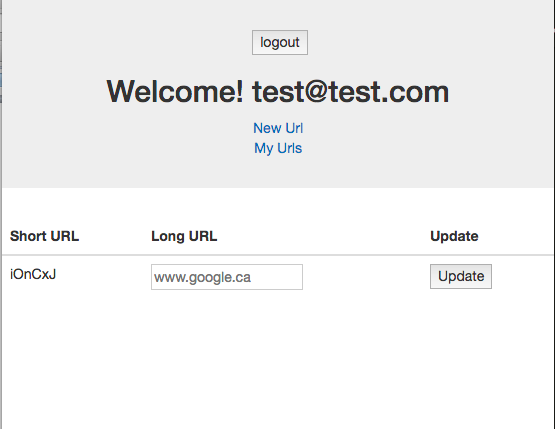 logout
Welcome! test@test.com
New Url
My Urls
Short URL Long URL Update
iOnCxJ www.google.ca Update